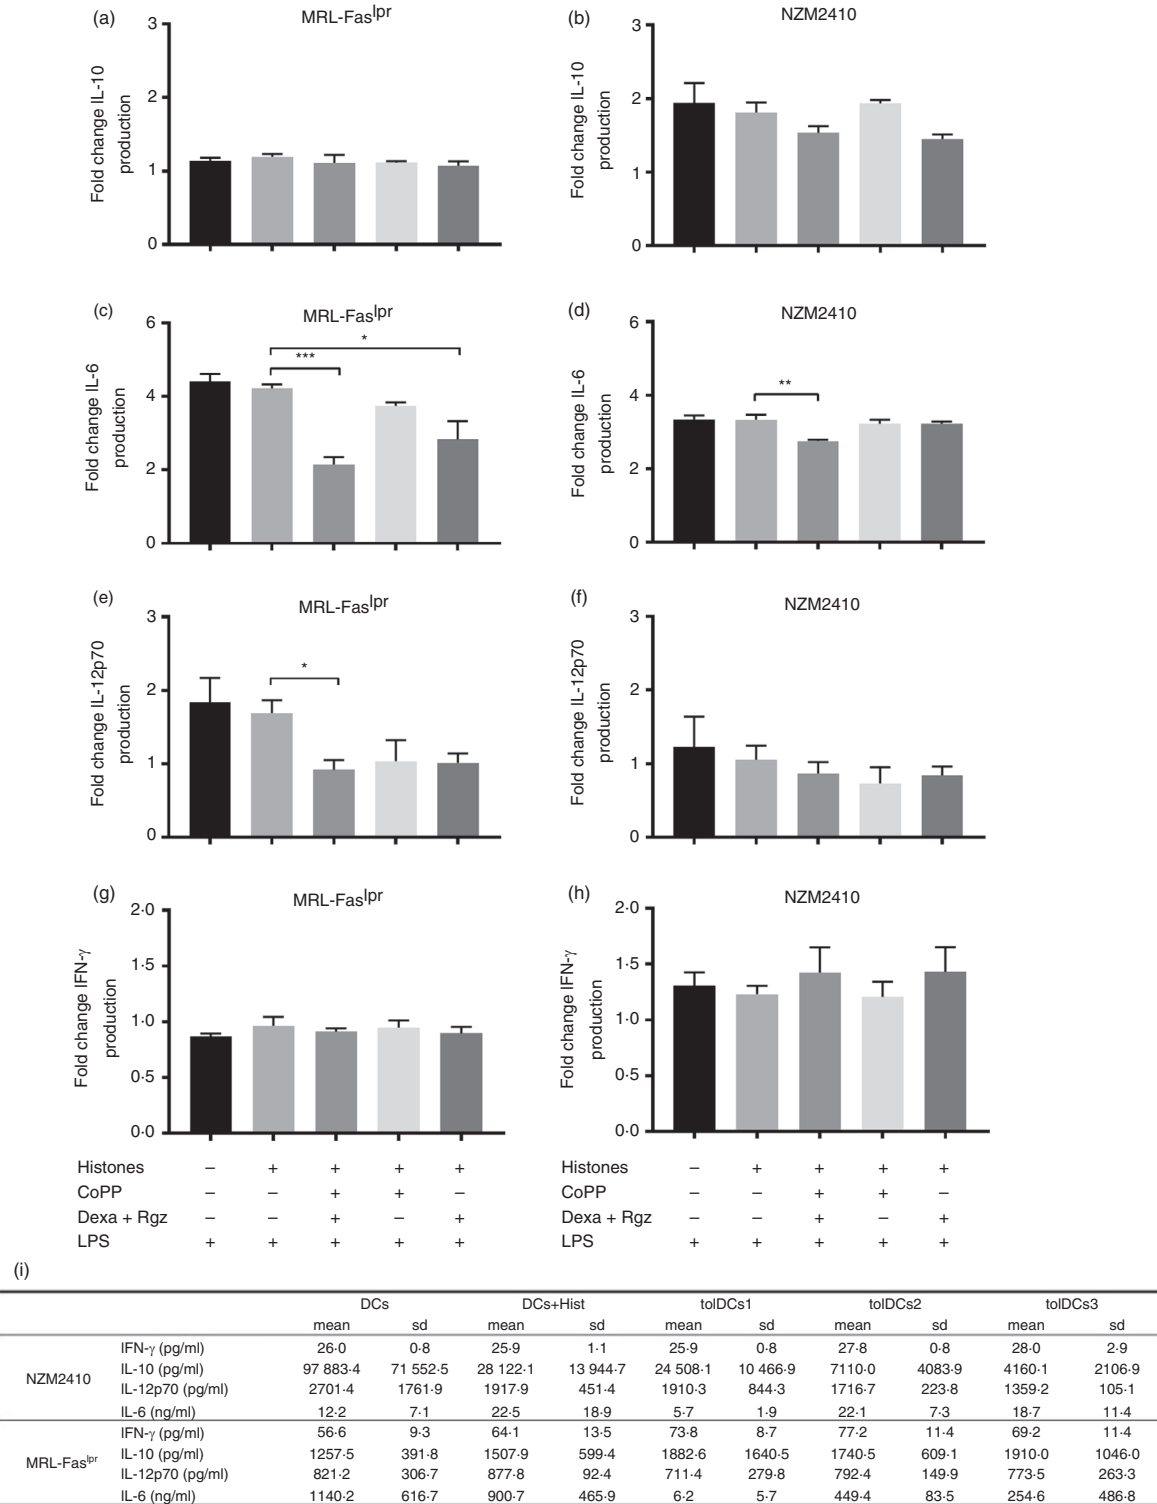 (a)
MRL-Faslpr
Fold change IL-10
production
3
2
1
0
(b)
NZM2410
Fold change IL-10
production
3
2
1
0
(c)
MRL-Faslpr
Fold change IL-6
production
6
4
2
0
*
***
(d)
NZM2410
Fold change IL-6
production
6
4
2
0
**
(e)
MRL-Faslpr
Fold change IL-12p70
production
3
2
1
0
*
(f)
NZM2410
Fold change IL-12p70
production
3
2
1
0
(g)
MRL-Faslpr
Fold change IFN-γ
production
2·0
1·5
1·0
0·5
0·0
Histones – + + + +
CoPP – – + + –
Dexa + Rgz – – + – +
LPS + + + + +
(h)
NZM2410
Fold change IFN-γ
production
2·0
1·5
1·0
0·5
0·0
Histones – + + + +
CoPP – – + + –
Dexa + Rgz – – + – +
LPS + + + + +
(i)
DCs DCs+Hist tolDCs1 tolDCs2 tolDCs3
mean sd mean sd mean sd mean sd mean sd
NZM2410
IFN-γ (pg/ml) 26·0 0·8 25·9 1·1 25·9 0·8 27·8 0·8 28·0 2·9
IL-10 (pg/ml) 97 883·4 71 552·5 28 122·1 13 944·7 24 508·1 10 466·9 7110·0 4083·9 4160·1 2106·9
IL-12p70 (pg/ml) 2701·4 1761·9 1917·9 451·4 1910·3 844·3 1716·7 223·8 1359·2 105·1
IL-6 (ng/ml) 12·2 7·1 22·5 18·9 5·7 1·9 22·1 7·3 18·7 11·4
MRL-Faslpr
IFN-γ (pg/ml) 56·6 9·3 64·1 13·5 73·8 8·7 77·2 11·4 69·2 11·4
IL-10 (pg/ml) 1257·5 391·8 1507·9 599·4 1882·6 1640·5 1740·5 609·1 1910·0 1046·0
IL-12p70 (pg/ml) 821·2 306·7 877·8 92·4 711·4 279·8 792·4 149·9 773·5 263·3
IL-6 (ng/ml) 1140·2 616·7 900·7 465·9 6·2 5·7 449·4 83·5 254·6 486·8